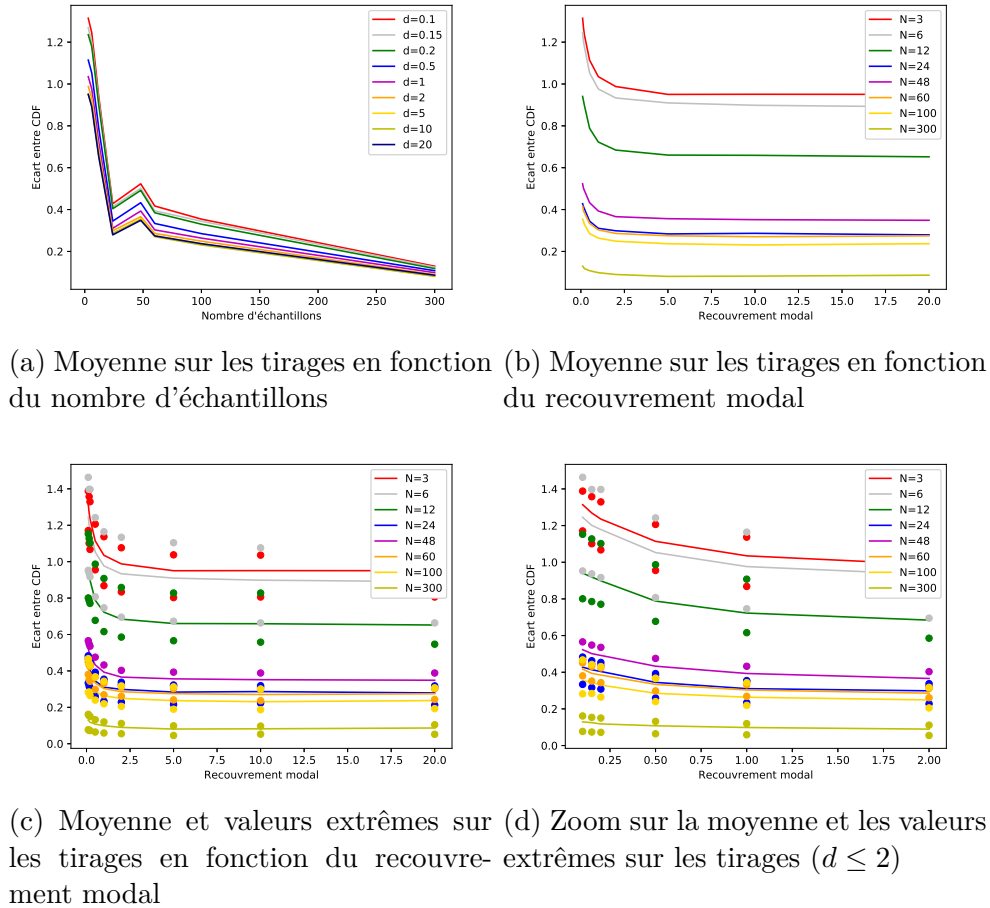 d=0.1
d=0.15
d=0.2
d=0.5
d=1
d=2
d=5
d=10
d=20
1.2
1.0
0.8
0.6
0.4
0.2
Ecart entre CDF
0 50 100 150 200 250 300
Nombre d'échantillons
N=3
N=6
N=12
N=24
N=48
N=60
N=100
N=300
1.2
1.0
0.8
0.6
0.4
0.2
Ecart entre CDF
0.0 2.5 5.0 7.5 10.0 12.5 15.0 17.5 20.0
Recouvrement modal
(a) Moyenne sur les tirages en fonction
du nombre d'échantillons
(b) Moyenne sur les tirages en fonction
du recouvrement modal
N=3
N=6
N=12
N=24
N=48
N=60
N=100
N=300
1.4
1.2
1.0
0.8
0.6
0.4
0.2
0.0
Ecart entre CDF
0.0 2.5 5.0 7.5 10.0 12.5 15.0 17.5 20.0
Recouvrement modal
N=3
N=6
N=12
N=24
N=48
N=60
N=100
N=300
1.4
1.2
1.0
0.8
0.6
0.4
0.2
0.0
Ecart entre CDF
0.25 0.50 0.75 1.00 1.25 1.50 1.75 2.00
Recouvrement modal
(c) Moyenne et valeurs extrêmes sur
les tirages en fonction du recouvre-
ment modal
(d) Zoom sur la moyenne et les valeurs
extrêmes sur les tirages (d ≤ 2)